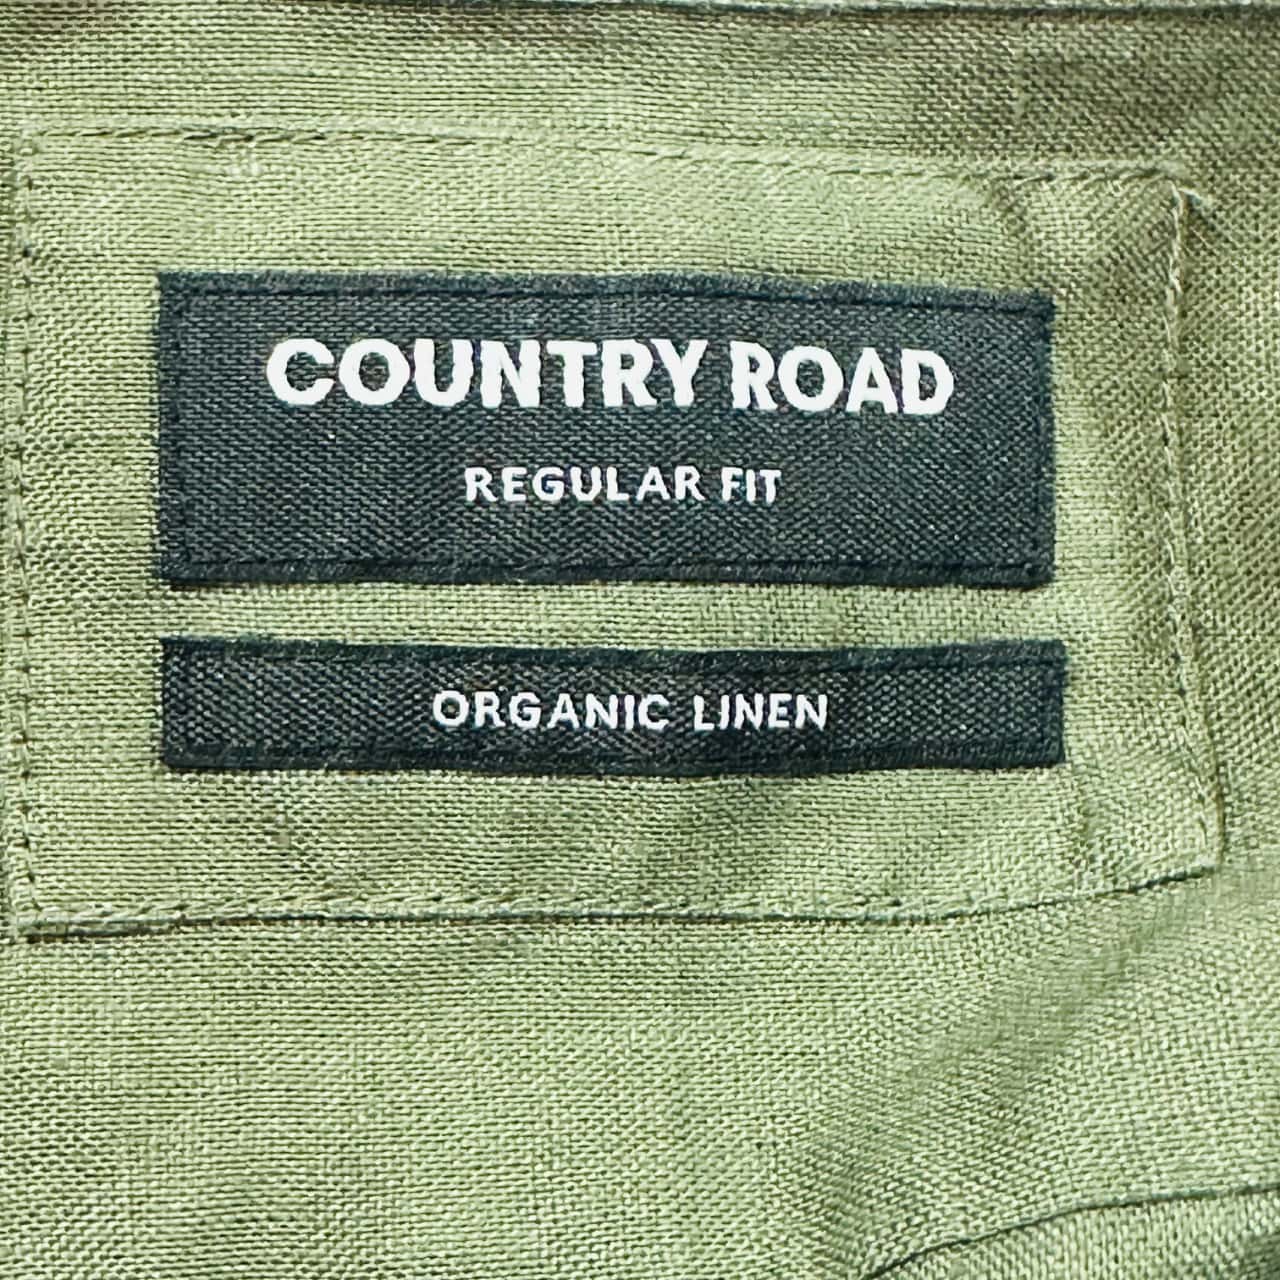 COUNTRY ROAD
REGULAR FIT
ORGANIC LINEN